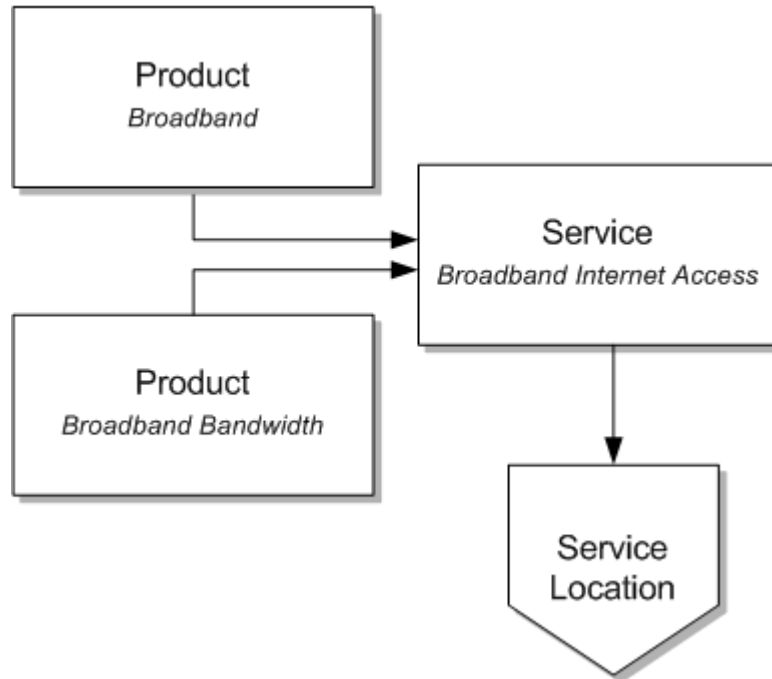 Product
Broadband
Service
Broadband Internet Access
Product
Broadband Bandwidth
Service
Location